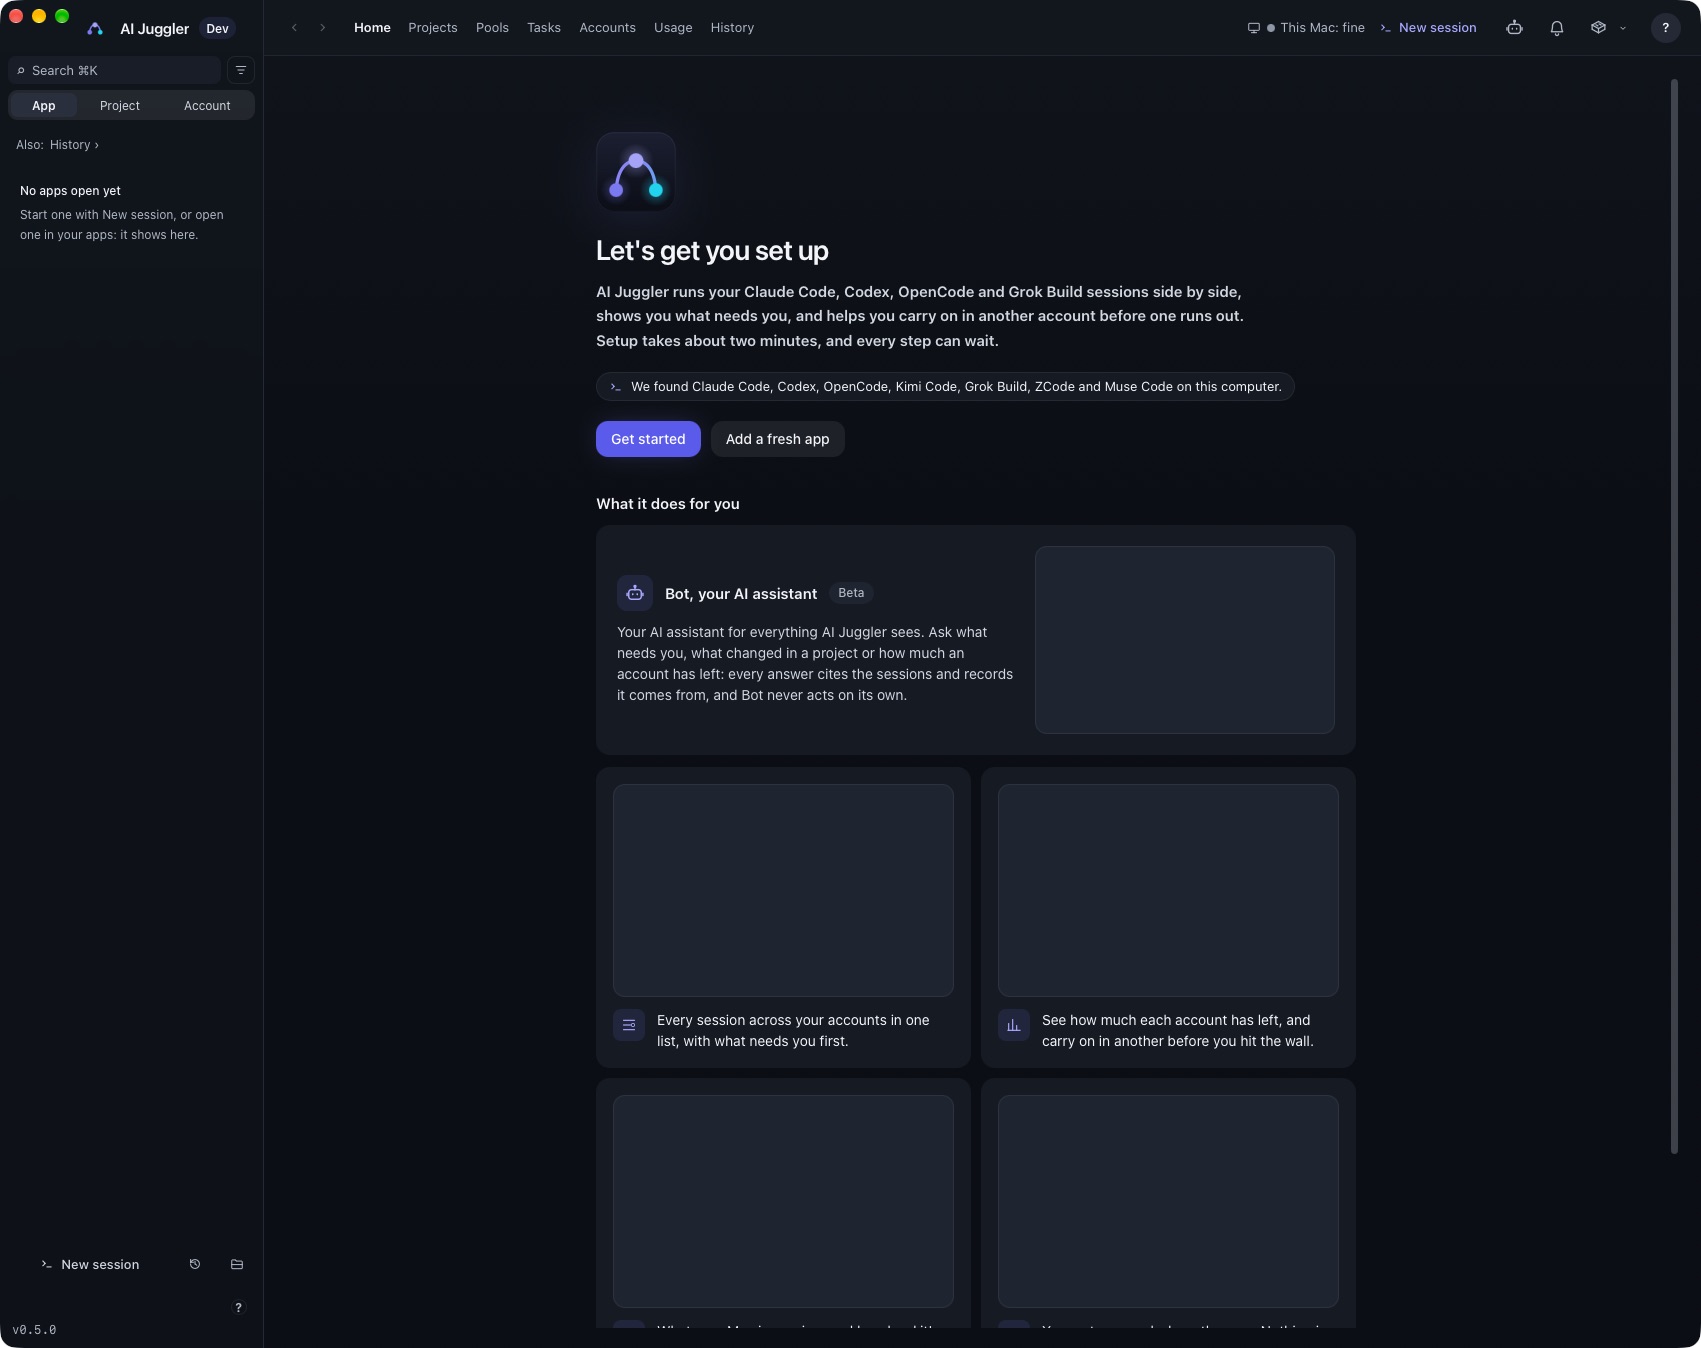 AI Juggler Dev
Home Projects Pools Tasks Accounts Usage History
This Mac: fine
New session
?
Search ⌘K
App Project Account
Also: History ›
No apps open yet
Start one with New session, or open
one in your apps: it shows here.
Let's get you set up
AI Juggler runs your Claude Code, Codex, OpenCode and Grok Build sessions side by side,
shows you what needs you, and helps you carry on in another account before one runs out.
Setup takes about two minutes, and every step can wait.
We found Claude Code, Codex, OpenCode, Kimi Code, Grok Build, ZCode and Muse Code on this computer.
Get started
Add a fresh app
What it does for you
Bot, your AI assistant Beta
Your AI assistant for everything AI Juggler sees. Ask what
needs you, what changed in a project or how much an
account has left: every answer cites the sessions and records
it comes from, and Bot never acts on its own.
Every session across your accounts in one
list, with what needs you first.
See how much each account has left, and
carry on in another before you hit the wall.
New session
?
v0.5.0